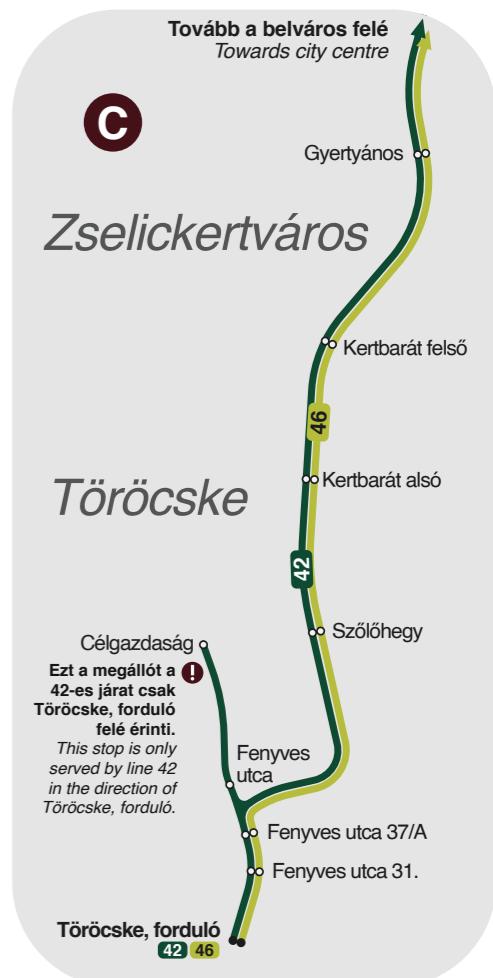 Tovább a belváros felé
Towards city centre
C
Gyertyános
Zselickertváros
Kertbarát felső
46
Töröcske
Kertbarát alsó
42
Szőlőhegy
Célgazdaság
Ezt a megállót a
42-es járat csak
Töröcske, forduló
felé érinti.
This stop is only
served by line 42
in the direction of
Töröcske, forduló.
!
Fenyves
utca
Fenyves utca 37/A
Fenyves utca 31.
Töröcske, forduló
42 46